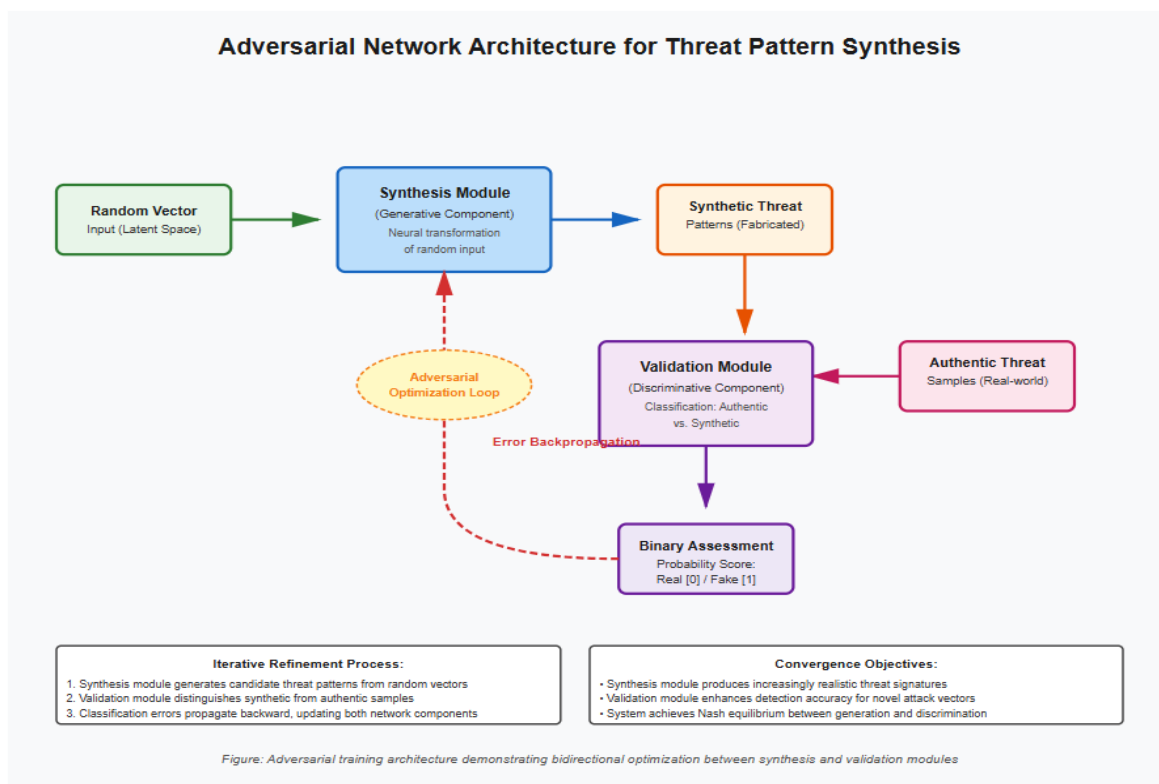 Adversarial Network Architecture for Threat Pattern Synthesis
Random Vector
Input (Latent Space)
Synthesis Module
(Generative Component)
Neural transformation
of random input
Synthetic Threat
Patterns (Fabricated)
Adversarial
Optimization Loop
Validation Module
(Discriminative Component)
Classification: Authentic
vs. Synthetic
Authentic Threat
Samples (Real-world)
Error Backpropagation
Binary Assessment
Probability Score:
Real [0] / Fake [1]
Iterative Refinement Process:
1. Synthesis module generates candidate threat patterns from random vectors
2. Validation module distinguishes synthetic from authentic samples
3. Classification errors propagate backward, updating both network components
Convergence Objectives:
• Synthesis module produces increasingly realistic threat signatures
• Validation module enhances detection accuracy for novel attack vectors
• System achieves Nash equilibrium between generation and discrimination
Figure: Adversarial training architecture demonstrating bidirectional optimization between synthesis and validation modules